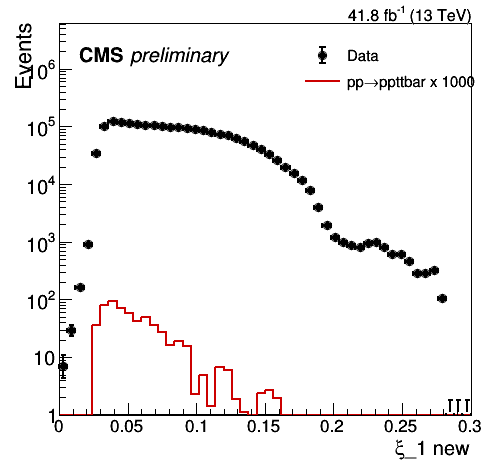 41.8 fb⁻¹ (13 TeV)
Events
CMS preliminary
Data
pp→ppttbar x 1000
10⁶
10⁵
10⁴
10³
10²
10
1
0 0.05 0.1 0.15 0.2 0.25 0.3
ξ_1 new